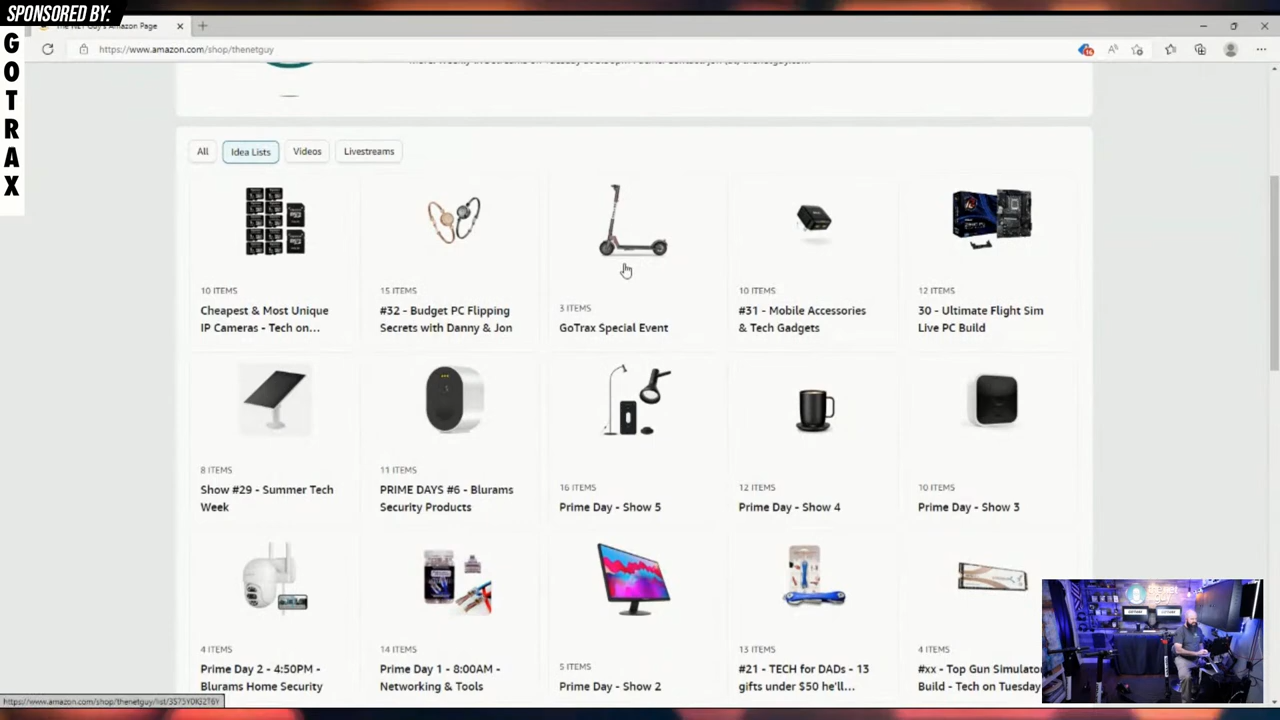 SPONSORED BY:
GOTRAX
The NET Guy's Amazon Page
https://www.amazon.com/shop/thenetguy
All
Idea Lists
Videos
Livestreams
10 ITEMS
Cheapest & Most Unique
IP Cameras - Tech on...
15 ITEMS
#32 - Budget PC Flipping
Secrets with Danny & Jon
3 ITEMS
GoTrax Special Event
10 ITEMS
#31 - Mobile Accessories
& Tech Gadgets
12 ITEMS
30 - Ultimate Flight Sim
Live PC Build
8 ITEMS
Show #29 - Summer Tech
Week
11 ITEMS
PRIME DAYS #6 - Blurams
Security Products
16 ITEMS
Prime Day - Show 5
12 ITEMS
Prime Day - Show 4
10 ITEMS
Prime Day - Show 3
4 ITEMS
Prime Day 2 - 4:50PM -
Blurams Home Security
14 ITEMS
Prime Day 1 - 8:00AM -
Networking & Tools
5 ITEMS
Prime Day - Show 2
13 ITEMS
#21 - TECH for DADs - 13
gifts under $50 he'll...
4 ITEMS
#xx - Top Gun Simulator
Build - Tech on Tuesday